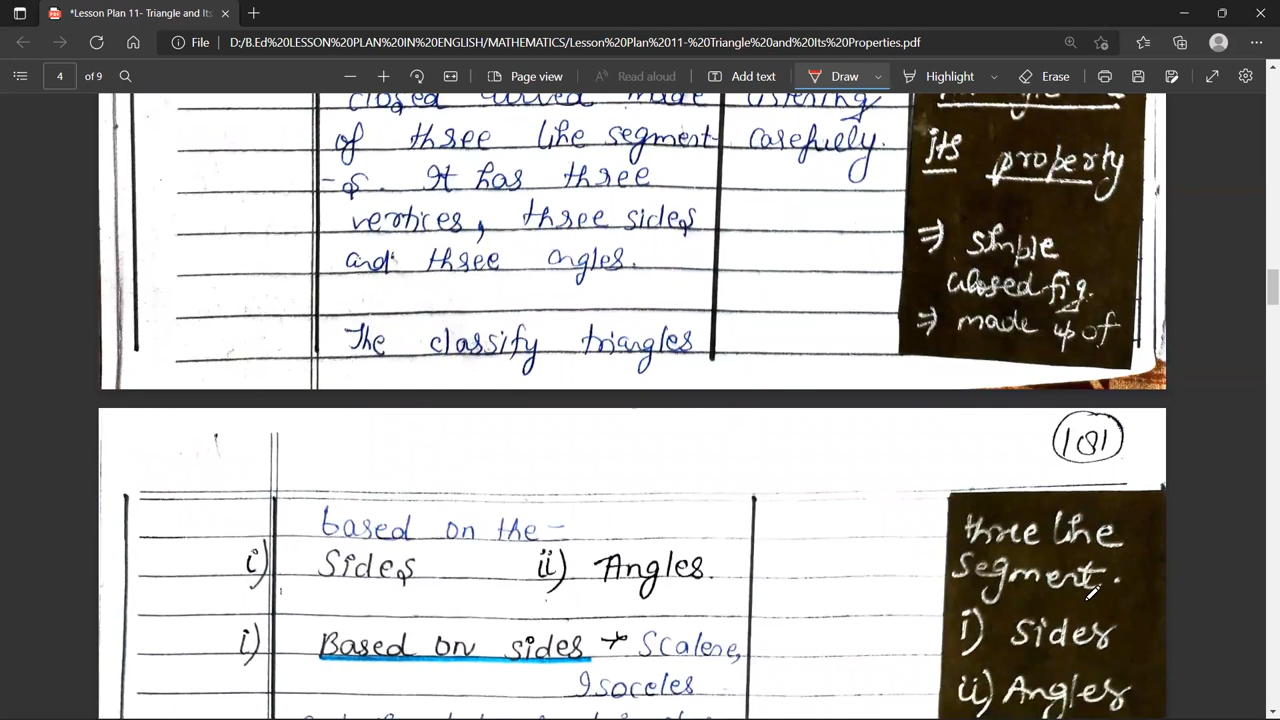 *Lesson Plan 11- Triangle and Its
File D:/B.Ed%20LESSON%20PLAN%20IN%20ENGLISH/MATHEMATICS/Lesson%20Plan%2011-%20Triangle%20and%20Its%20Properties.pdf
4 of 9
Page view
Read aloud
Add text
Draw
Highlight
Erase
closed curved made
of three line segment
-s. It has three
vertices, three sides
and three angles.
The classify triangles
listening
carefully.
its property
⇒ simple
closed fig.
⇒ made up of
181
based on the -
i) Sides ii) Angles.
i) Based on sides → Scalene,
Isoceles
three line
segment.
i) Sides
ii) Angles